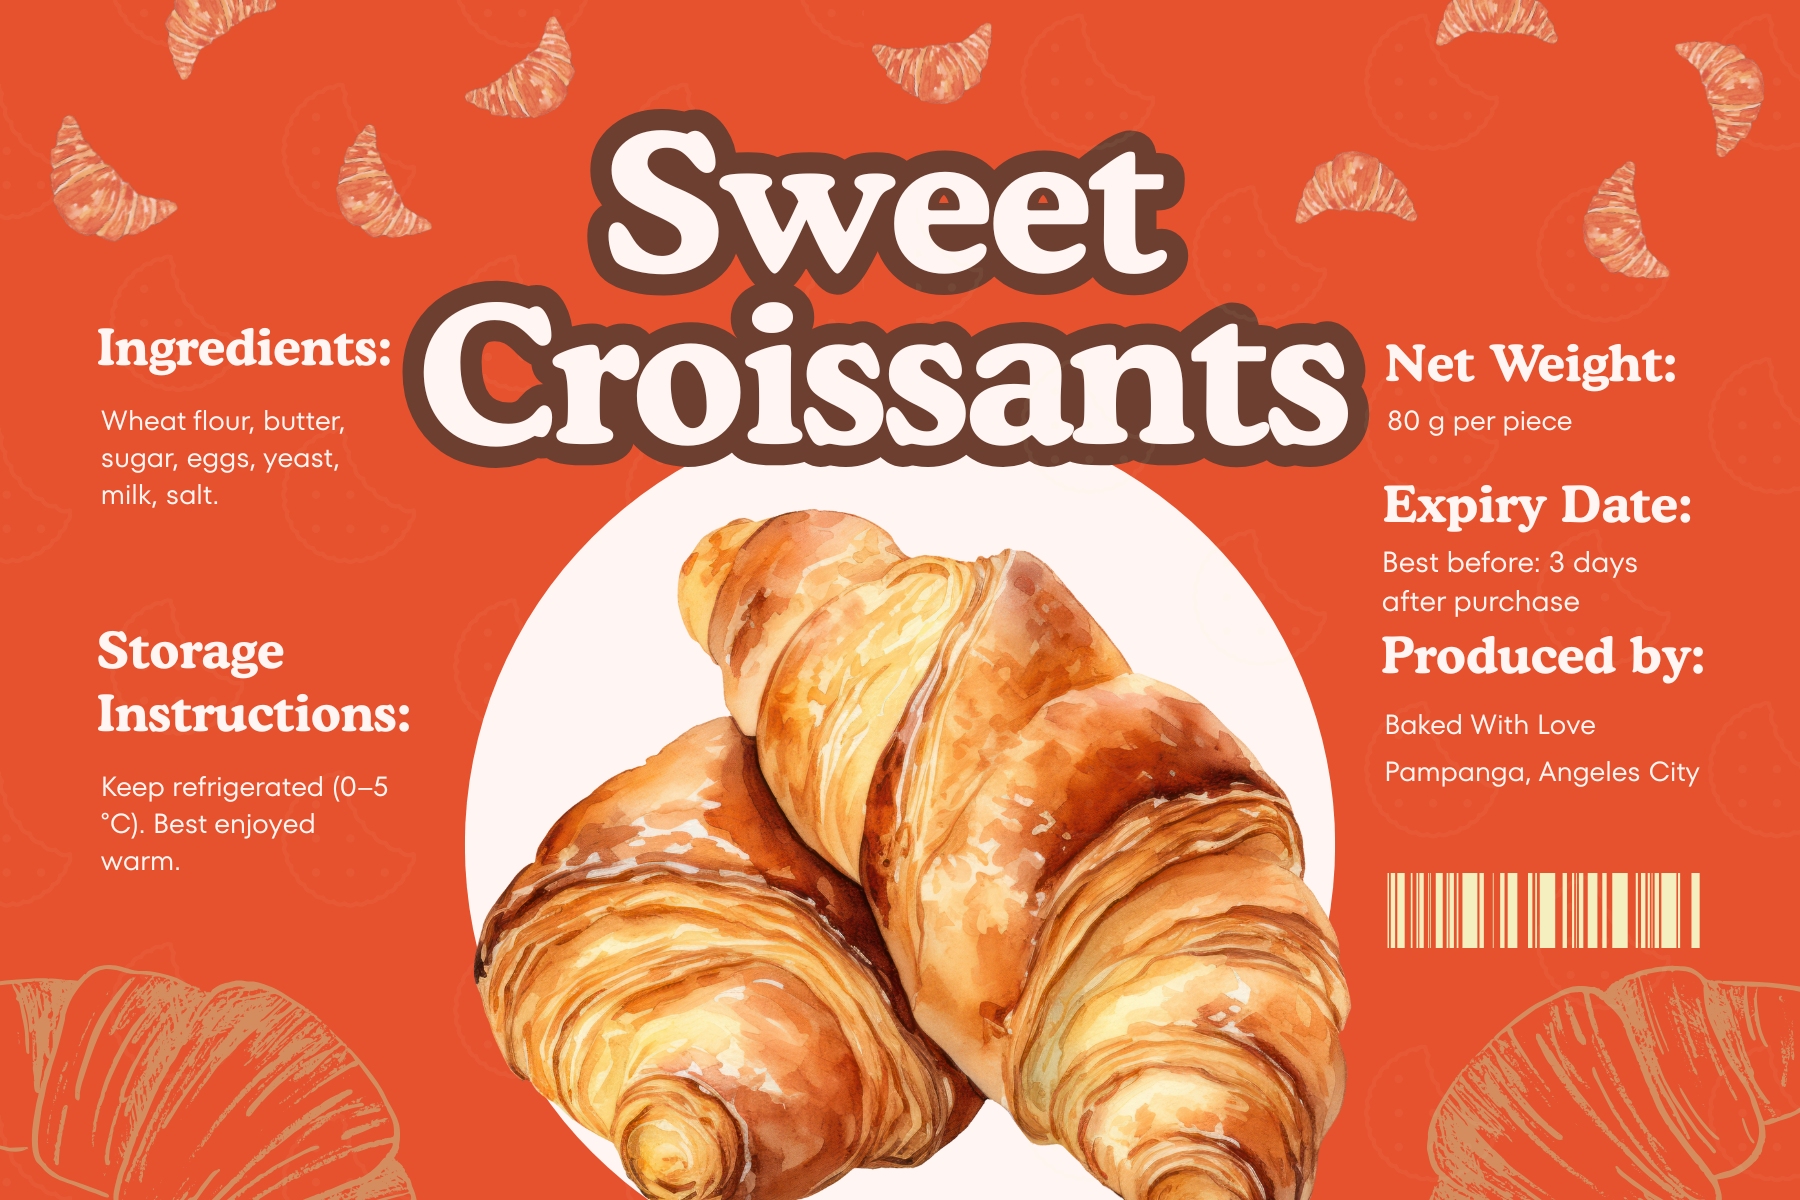 Sweet
Croissants
Ingredients:
Wheat flour, butter,
sugar, eggs, yeast,
milk, salt.
Storage
Instructions:
Keep refrigerated (0–5
°C). Best enjoyed
warm.
Net Weight:
80 g per piece
Expiry Date:
Best before: 3 days
after purchase
Produced by:
Baked With Love
Pampanga, Angeles City